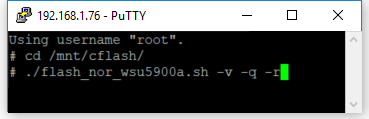 192.168.1.76 - PuTTY
Using username "root".
# cd /mnt/cflash/
# ./flash_nor_wsu5900a.sh -v -q -r